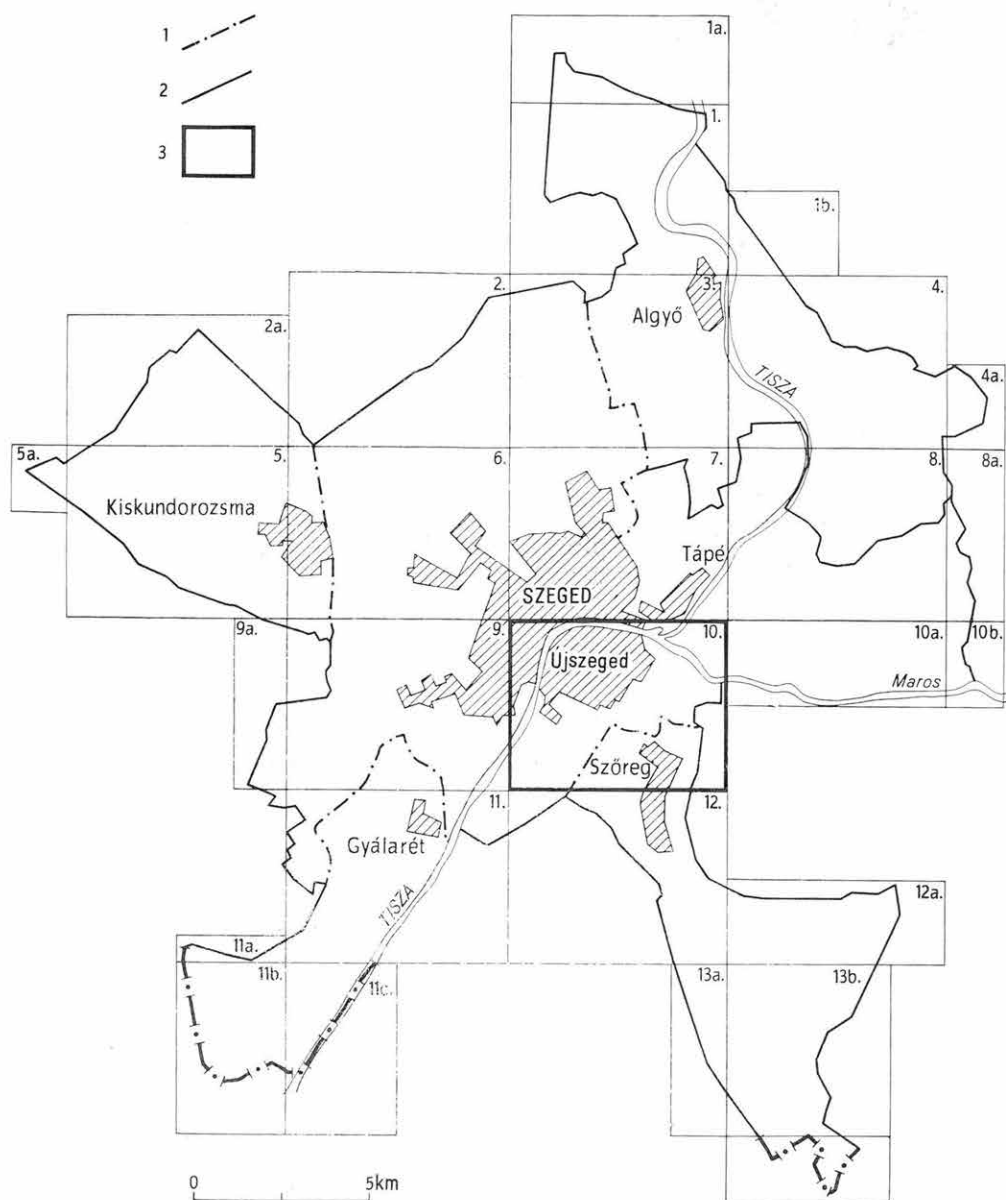 1
2
3
1a.
1.
1b.
2.
3.
4.
Algyő
2a.
TISZA
4a.
5a.
5.
6.
7.
8.
8a.
Kiskundorozsma
Tápé
SZEGED
9a.
9.
10.
10a.
10b.
Újszeged
Maros
Szőreg
11.
12.
Gyálarét
TISZA
12a.
11a.
11b.
11c.
13a.
13b.
0 5km